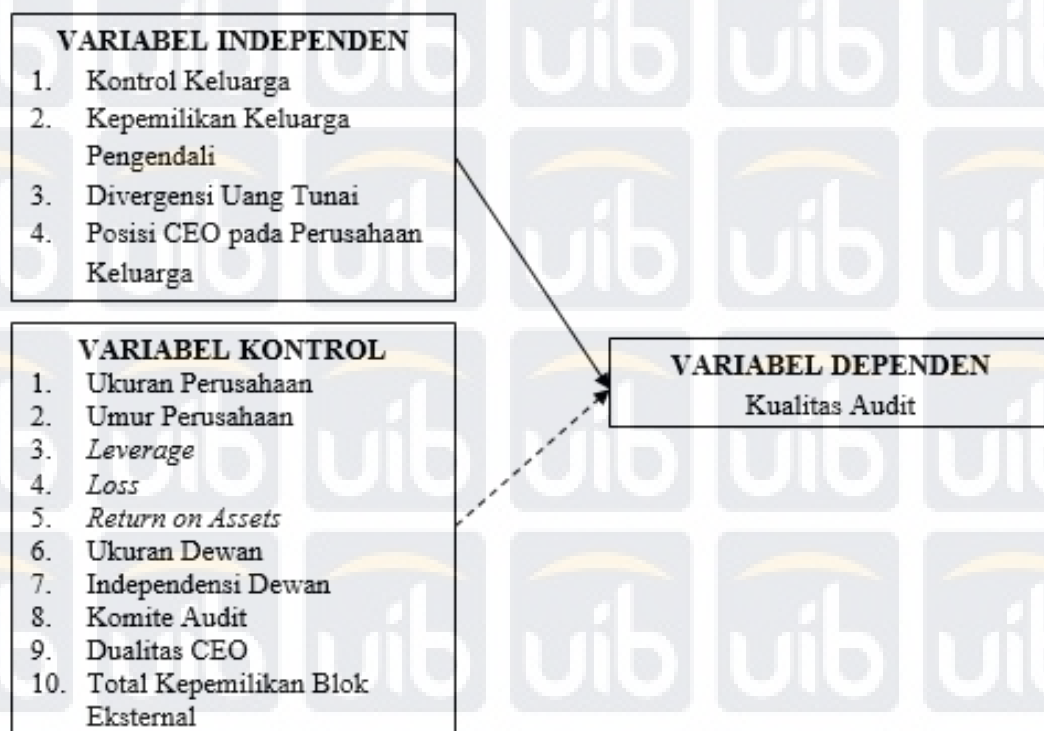 VARIABEL INDEPENDEN
1. Kontrol Keluarga
2. Kepemilikan Keluarga
Pengendali
3. Divergensi Uang Tunai
4. Posisi CEO pada Perusahaan
Keluarga
VARIABEL KONTROL
1. Ukuran Perusahaan
2. Umur Perusahaan
3. Leverage
4. Loss
5. Return on Assets
6. Ukuran Dewan
7. Independensi Dewan
8. Komite Audit
9. Dualitas CEO
10. Total Kepemilikan Blok
Eksternal
VARIABEL DEPENDEN
Kualitas Audit
uib